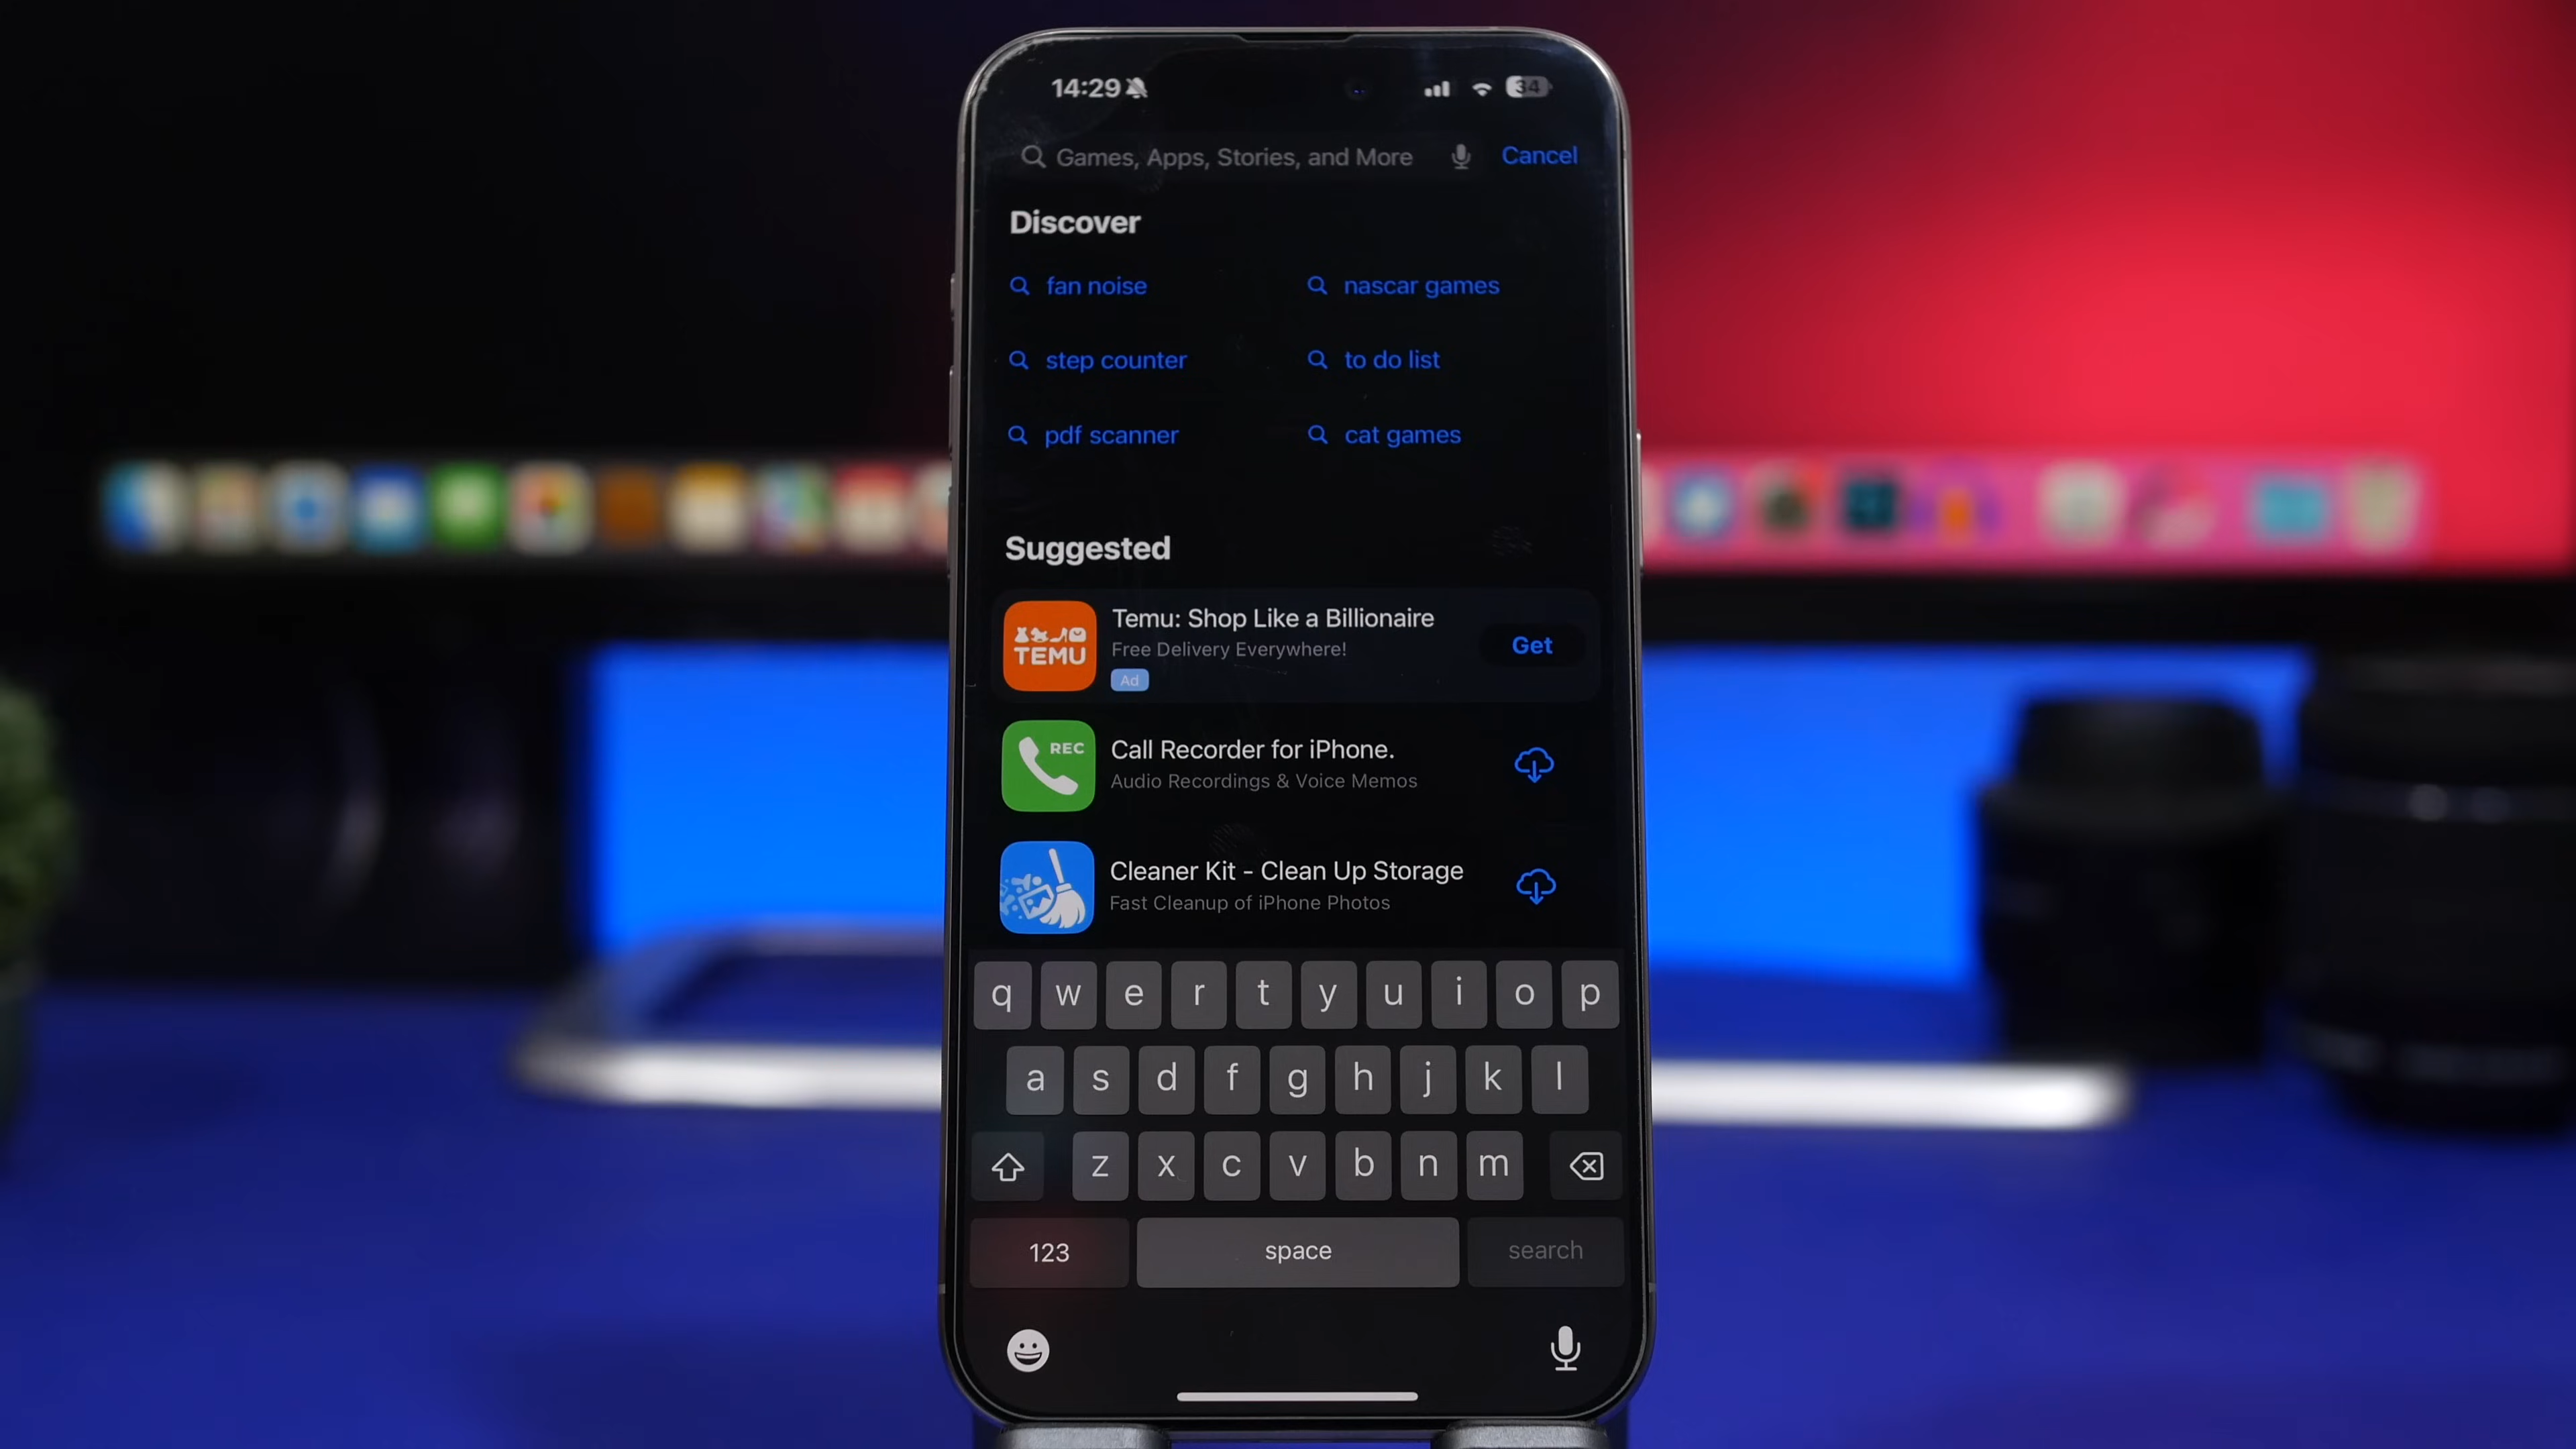 14:29 34
Games, Apps, Stories, and More Cancel
Discover
fan noise nascar games
step counter to do list
pdf scanner cat games
Suggested
TEMU
Temu: Shop Like a Billionaire
Free Delivery Everywhere!
Ad
Get
REC
Call Recorder for iPhone.
Audio Recordings & Voice Memos
Cleaner Kit - Clean Up Storage
Fast Cleanup of iPhone Photos
q w e r t y u i o p
a s d f g h j k l
z x c v b n m
123 space search